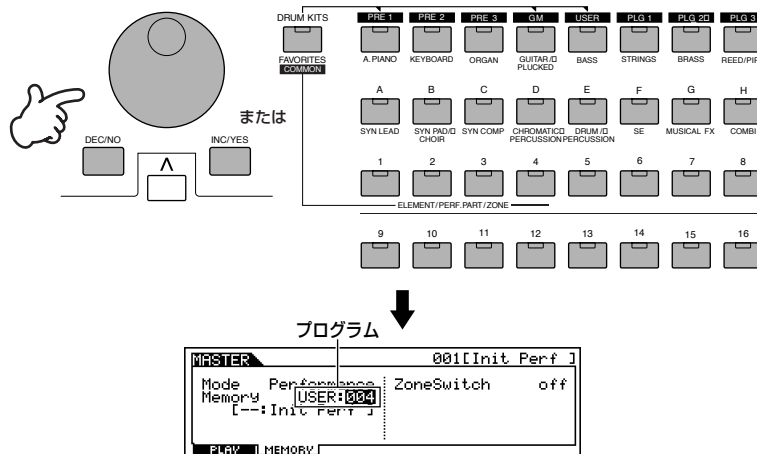 DRUM KITS
PRE 1 PRE 2 PRE 3 GM USER PLG 1 PLG 2 PLG 3
FAVORITES
COMMON
A. PIANO KEYBOARD ORGAN GUITAR/ PLUCKED BASS STRINGS BRASS REED/PIP
または
A B C D E F G H
DEC/NO INC/YES
SYN LEAD SYN PAD/ CHOIR SYN COMP CHROMATIC PERCUSSION DRUM / PERCUSSION SE MUSICAL FX COMBI
1 2 3 4 5 6 7 8
ELEMENT/PERF. PART/ZONE
9 10 11 12 13 14 15 16
プログラム
MASTER 001[Init Perf ]
Mode Performance ZoneSwitch off
Memory USER:004
[--:Init Perf ]
PLAY MEMORY